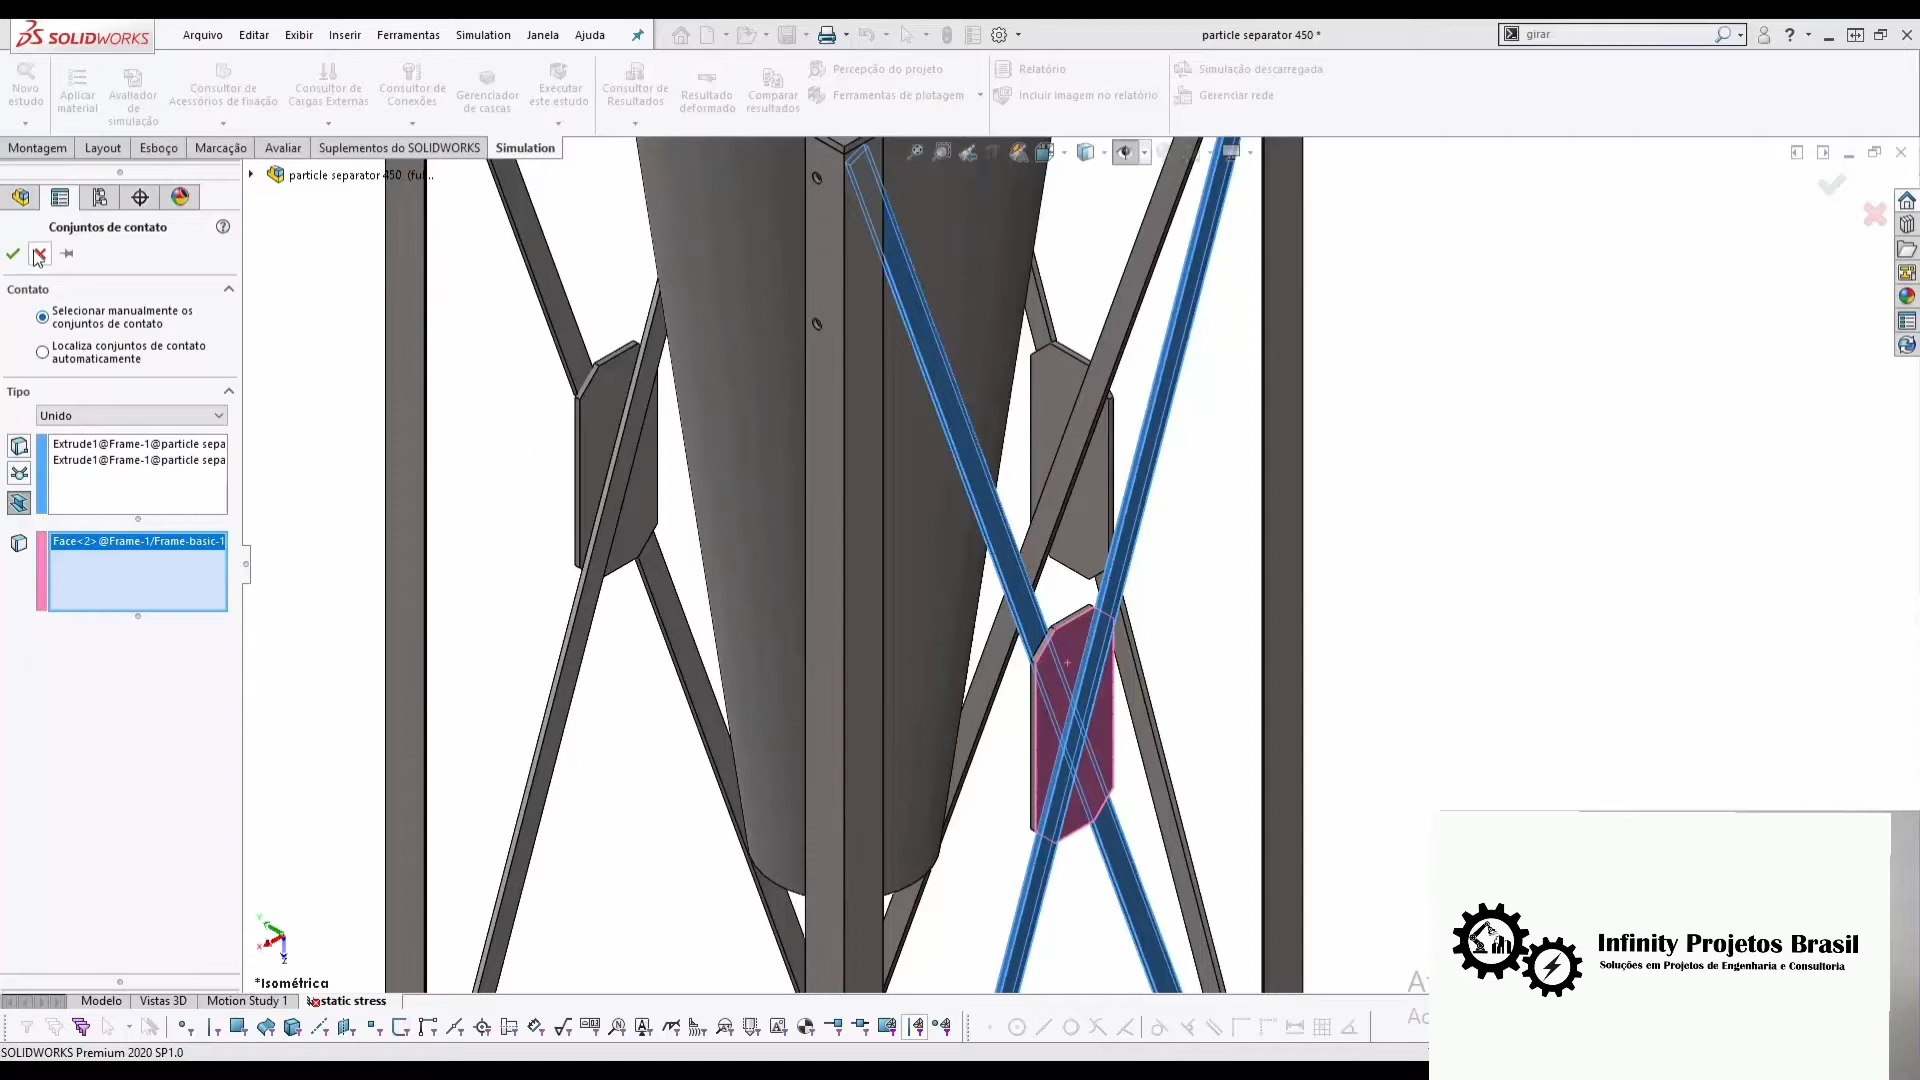 SOLIDWORKS
Arquivo
Editar
Exibir
Inserir
Ferramentas
Simulation
Janela
Ajuda
particle separator 450 *
girar
Novo
estudo
Aplicar
material
Avaliador
de
simulação
Consultor de
Acessórios de fixação
Consultor de
Cargas Externas
Consultor de
Conexões
Gerenciador
de cascas
Executar
este estudo
Consultor de
Resultados
Resultado
deformado
Comparar
resultados
Percepção do projeto
Ferramentas de plotagem
Relatório
Incluir imagem no relatório
Simulação descarregada
Gerenciar rede
Montagem
Layout
Esboço
Marcação
Avaliar
Suplementos do SOLIDWORKS
Simulation
particle separator 450 (ful...
Conjuntos de contato
Contato
Selecionar manualmente os
conjuntos de contato
Localiza conjuntos de contato
automaticamente
Tipo
Unido
Extrude1@Frame-1@particle sepa
Extrude1@Frame-1@particle sepa
Face<2>@Frame-1/Frame-basic-1
*Isométrica
Modelo
Vistas 3D
Motion Study 1
static stress
SOLIDWORKS Premium 2020 SP1.0
Infinity Projetos Brasil
Soluções em Projetos de Engenharia e Consultoria